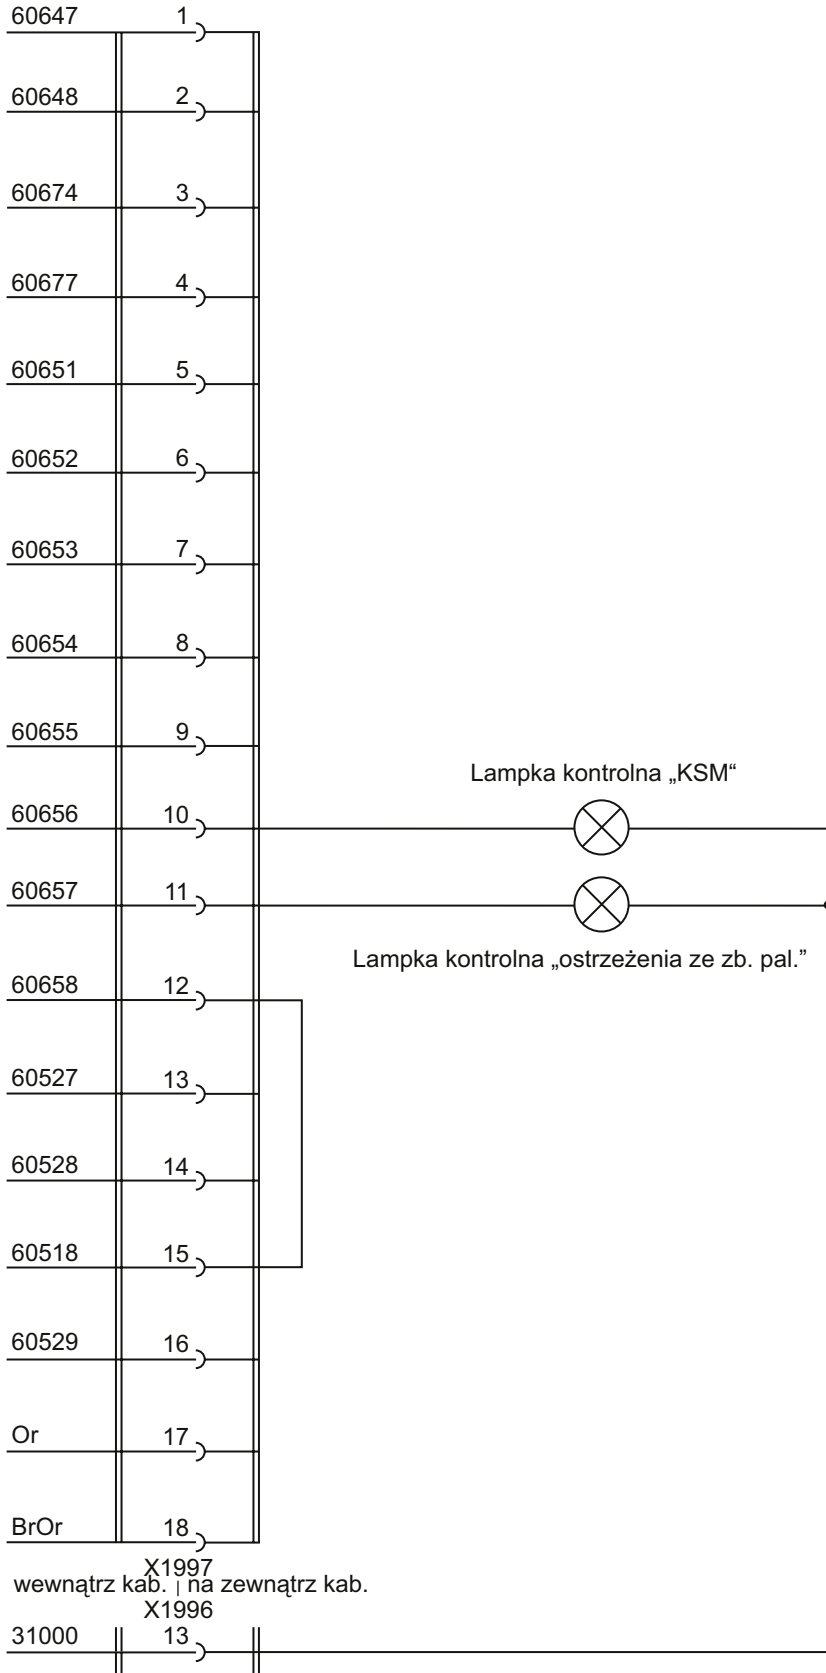 60647 1
60648 2
60674 3
60677 4
60651 5
60652 6
60653 7
60654 8
60655 9
Lampka kontrolna „KSM“
60656 10
60657 11
Lampka kontrolna „ostrzeżenia ze zb. pal.”
60658 12
60527 13
60528 14
60518 15
60529 16
Or 17
BrOr 18
X1997
wewnątrz kab. | na zewnątrz kab.
X1996
31000 13